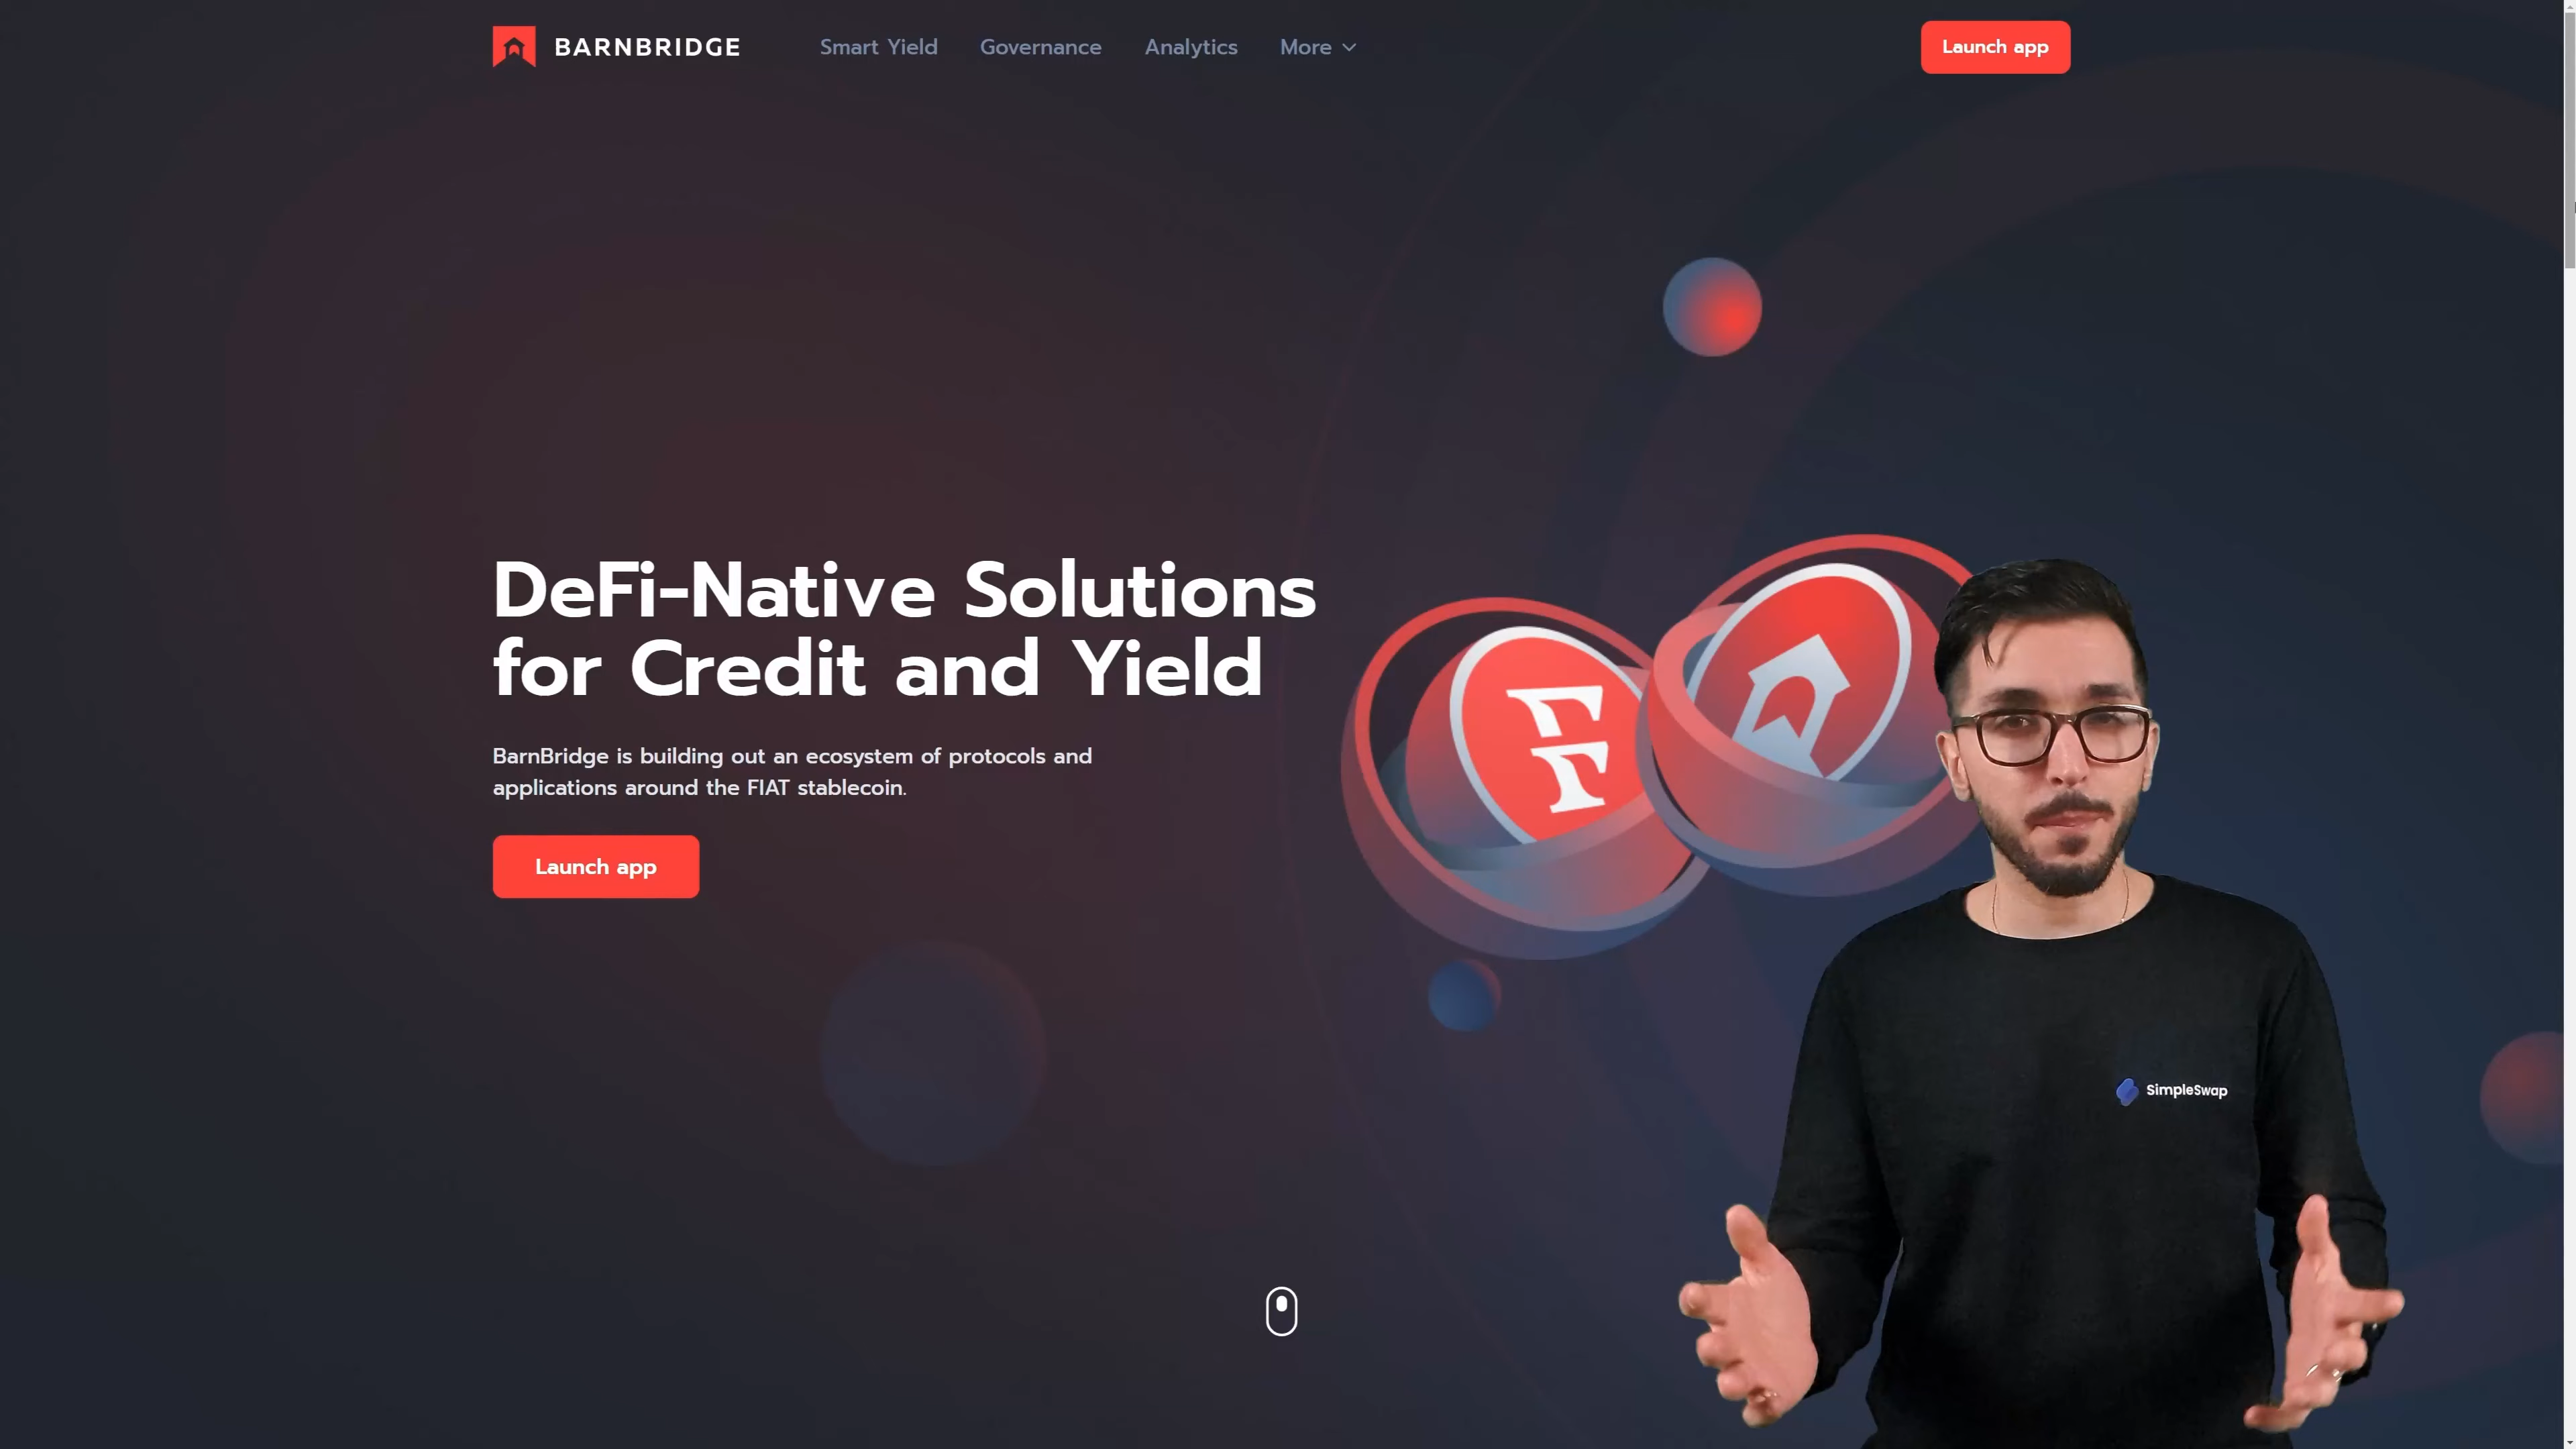 BARNBRIDGE
Smart Yield
Governance
Analytics
More
Launch app
DeFi-Native Solutions
for Credit and Yield
BarnBridge is building out an ecosystem of protocols and
applications around the FIAT stablecoin.
Launch app
SimpleSwap